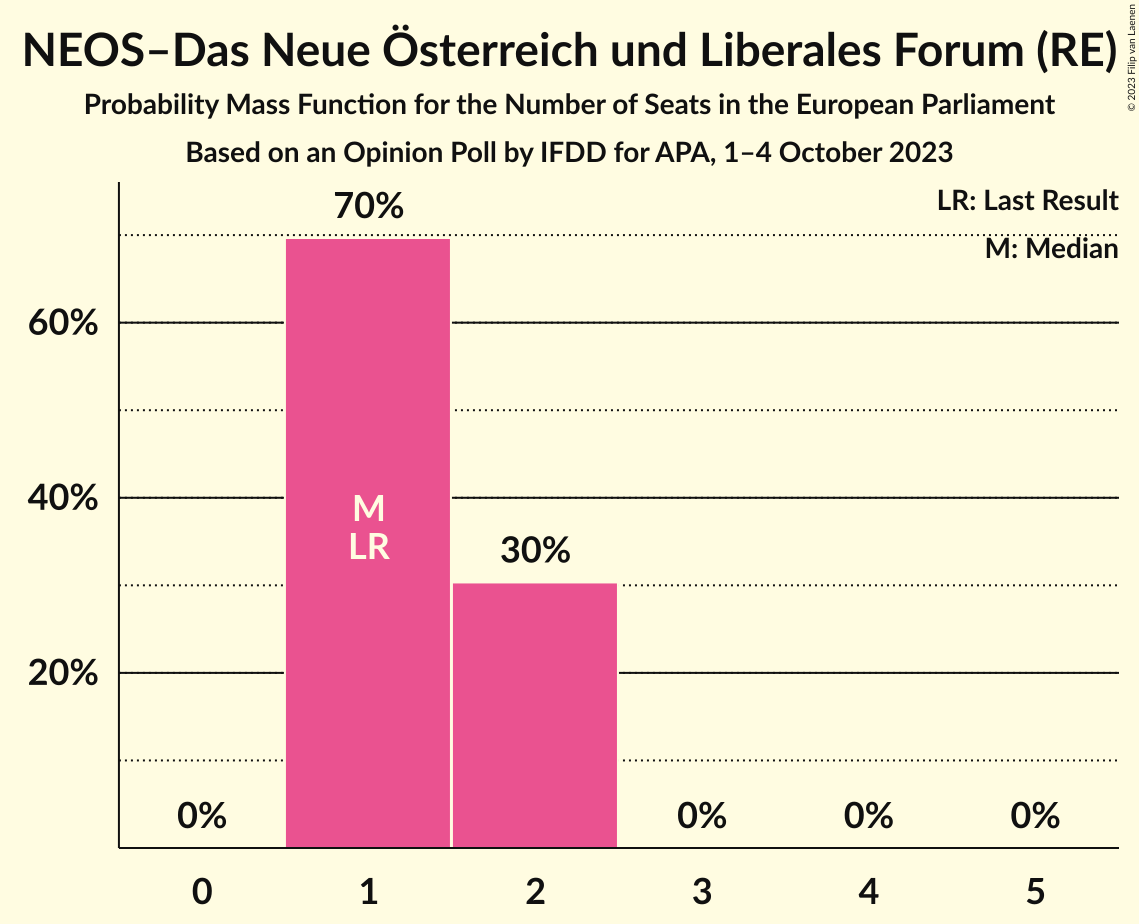 NEOS–Das Neue Österreich und Liberales Forum (RE)
Probability Mass Function for the Number of Seats in the European Parliament
Based on an Opinion Poll by IFDD for APA, 1–4 October 2023
© 2023 Filip van Laenen
LR: Last Result
M: Median
70%
60%
40%
M
LR
30%
20%
0%
0%
0%
0%
0 1 2 3 4 5